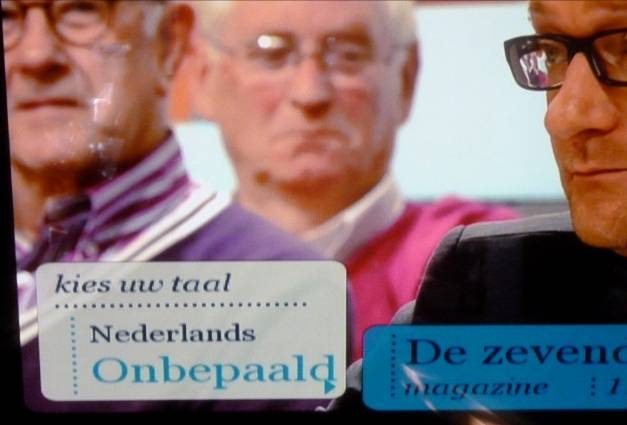 kies uw taal
Nederlands
Onbepaald
De zevend
magazine